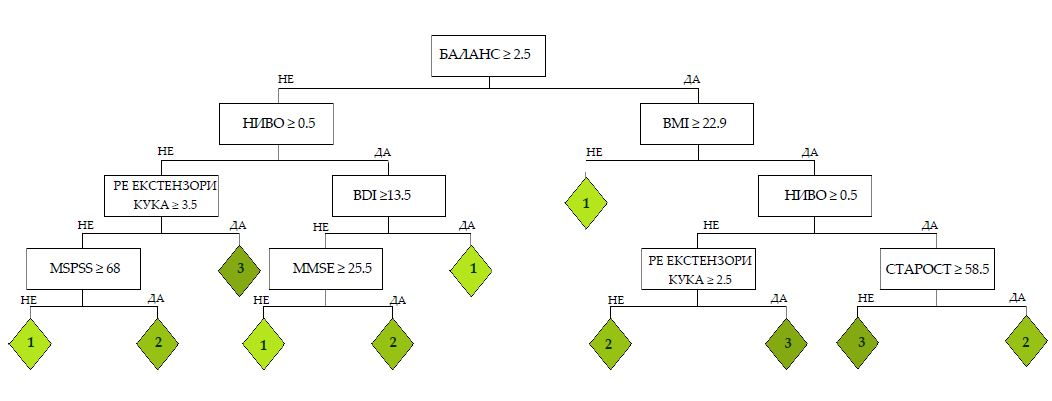 БАЛАНС ≥ 2.5
НЕ
ДА
НИВО ≥ 0.5
BMI ≥ 22.9
НЕ
ДА
НЕ
ДА
РЕ ЕКСТЕНЗОРИ
КУКА ≥ 3.5
BDI ≥13.5
1
НИВО ≥ 0.5
НЕ
ДА
НЕ
ДА
НЕ
ДА
MSPSS ≥ 68
3
MMSE ≥ 25.5
1
РЕ ЕКСТЕНЗОРИ
КУКА ≥ 2.5
СТАРОСТ ≥ 58.5
НЕ
ДА
НЕ
ДА
НЕ
ДА
НЕ
ДА
1
2
1
2
2
3
3
2